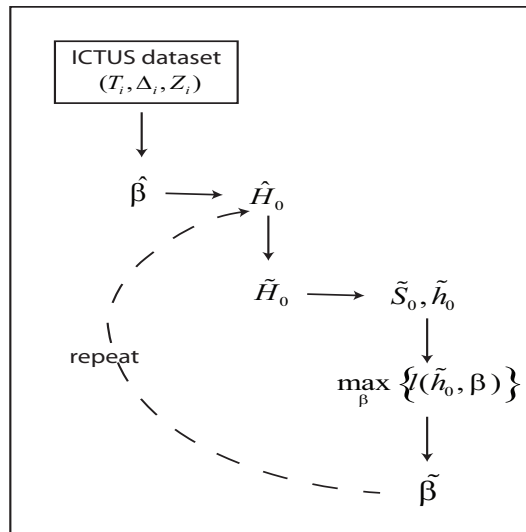 ICTUS dataset
(T_i, Δ_i, Z_i)
β̂ Ĥ_0
H̃_0 S̃_0, h̃_0
repeat
max_β {l(h̃_0, β)}
β̃